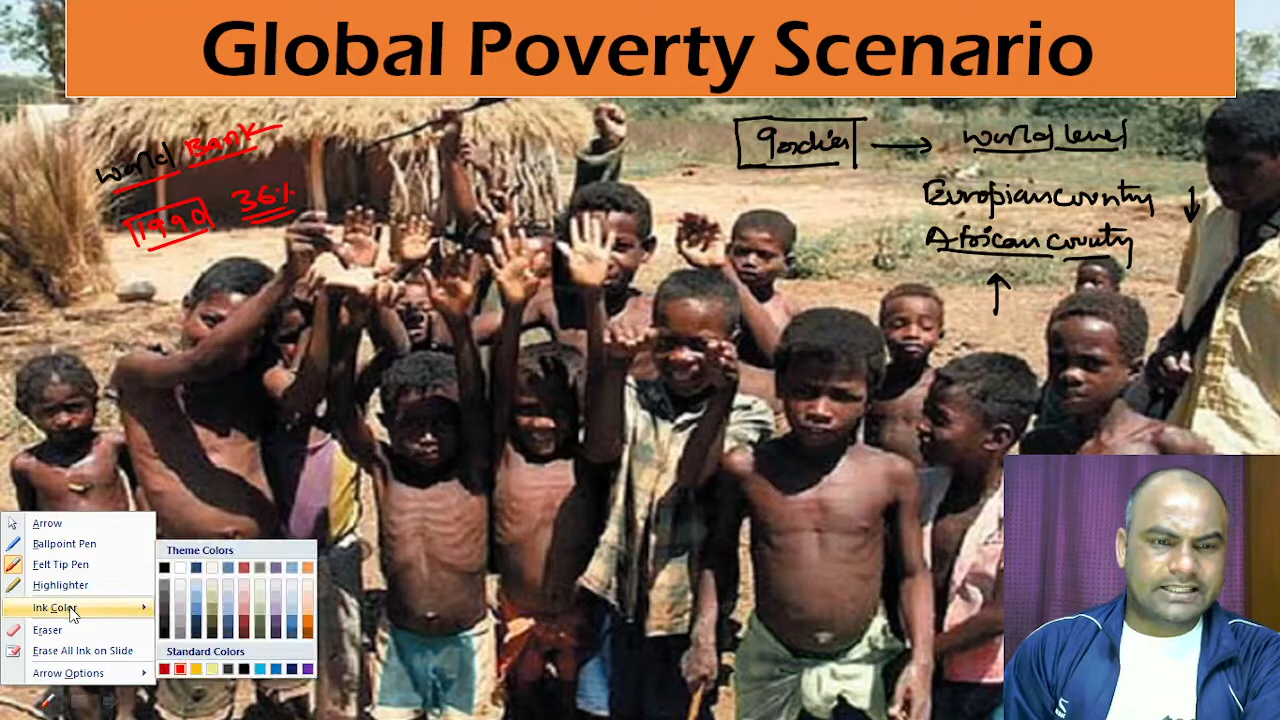 Global Poverty Scenario
world Bank
1990 36%
world level
Europian country
African county
Arrow
Ballpoint Pen
Felt Tip Pen
Highlighter
Ink Color
Eraser
Erase All Ink on Slide
Arrow Options
Theme Colors
Standard Colors